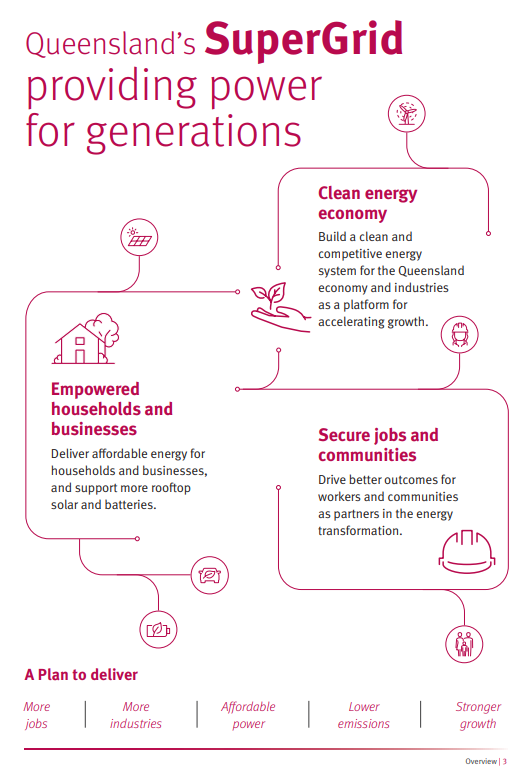 Queensland's SuperGrid
providing power
for generations
Clean energy
economy
Build a clean and
competitive energy
system for the Queensland
economy and industries
as a platform for
accelerating growth.
Empowered
households and
businesses
Deliver affordable energy for
households and businesses,
and support more rooftop
solar and batteries.
Secure jobs and
communities
Drive better outcomes for
workers and communities
as partners in the energy
transformation.
A Plan to deliver
More
jobs
More
industries
Affordable
power
Lower
emissions
Stronger
growth
Overview | 3